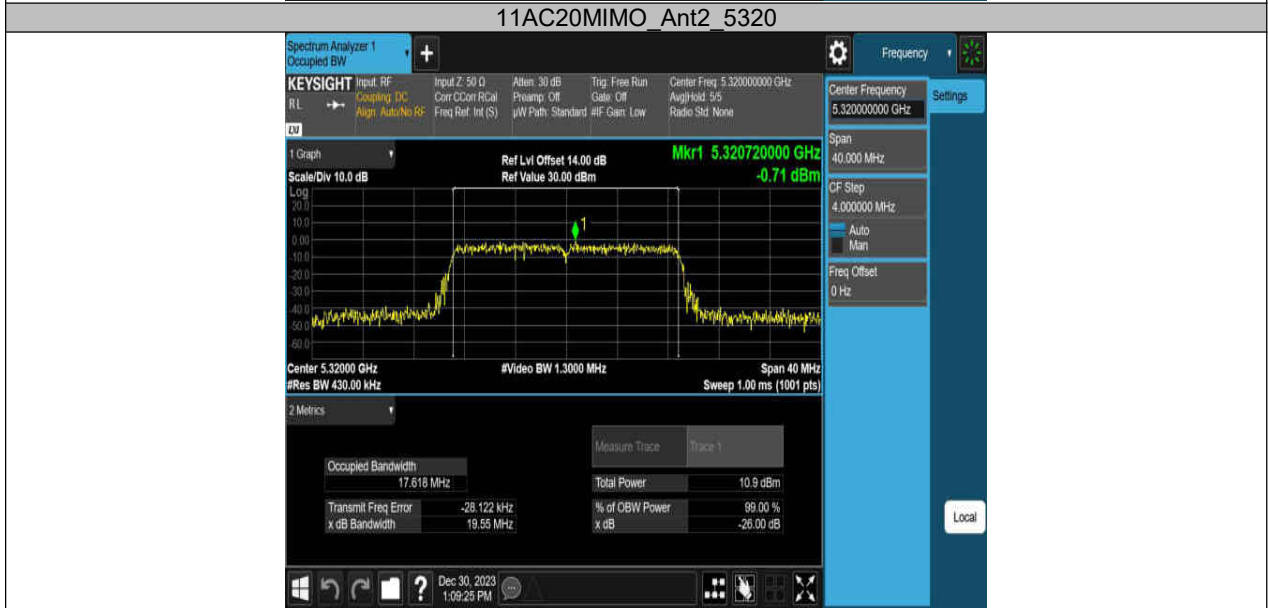 11AC20MIMO_Ant2_5320
Spectrum Analyzer 1
Occupied BW
+
Frequency
KEYSIGHT
RL
LXI
Input: RF
Coupling: DC
Align: Auto/No RF
Input Z: 50 Ω
Corr CCorr RCal
Freq Ref: Int (S)
Atten: 30 dB
Preamp: Off
µW Path: Standard
Trig: Free Run
Gate: Off
#IF Gain: Low
Center Freq: 5.320000000 GHz
Avg|Hold: 5/5
Radio Std: None
Center Frequency
5.320000000 GHz
Settings
Span
40.000 MHz
CF Step
4.000000 MHz
Auto
Man
Freq Offset
0 Hz
Local
1 Graph
Scale/Div 10.0 dB
Ref Lvl Offset 14.00 dB
Ref Value 30.00 dBm
Mkr1 5.320720000 GHz
-0.71 dBm
Log
20.0
10.0
0.00
-10.0
-20.0
-30.0
-40.0
-50.0
-60.0
1
Center 5.32000 GHz
#Video BW 1.3000 MHz
Span 40 MHz
#Res BW 430.00 kHz
Sweep 1.00 ms (1001 pts)
2 Metrics
Measure Trace
Trace 1
Occupied Bandwidth
17.618 MHz
Total Power
10.9 dBm
Transmit Freq Error
-28.122 kHz
% of OBW Power
99.00 %
x dB Bandwidth
19.55 MHz
x dB
-26.00 dB
?
Dec 30, 2023
1:09:25 PM